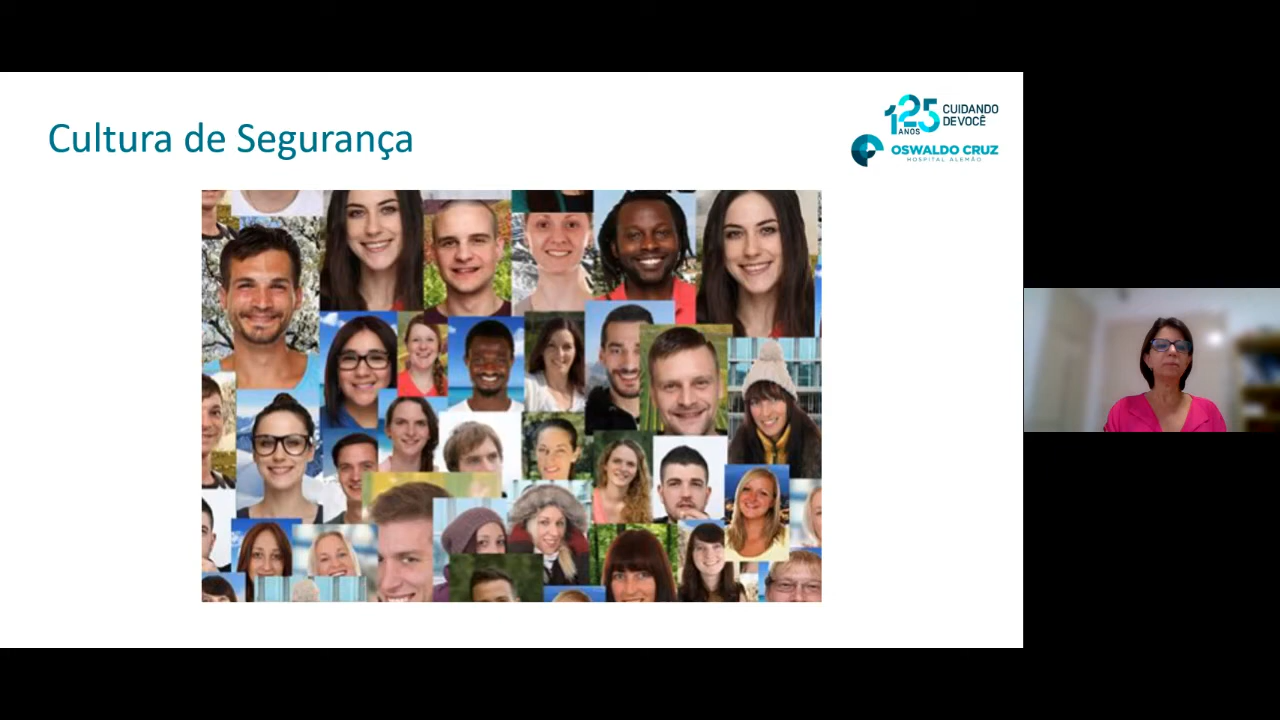 Cultura de Segurança
125 ANOS
CUIDANDO
DE VOCÊ
OSWALDO CRUZ
HOSPITAL ALEMÃO